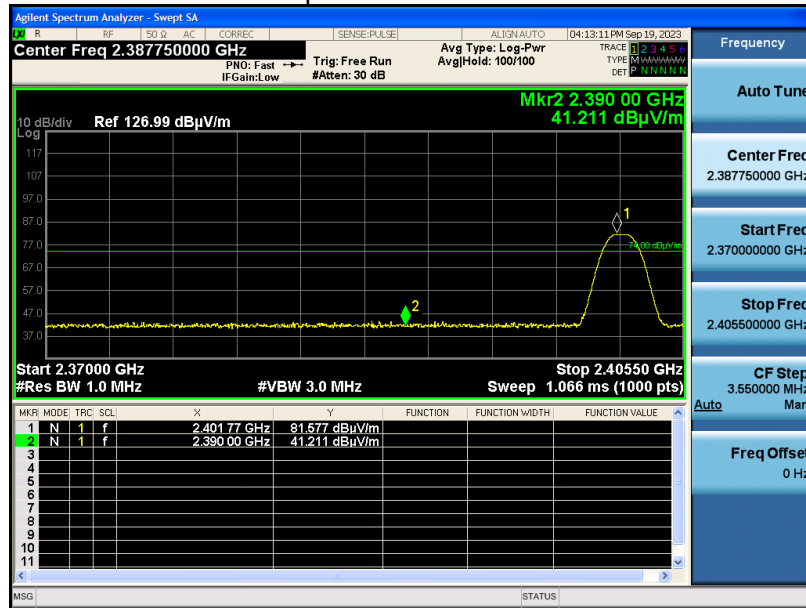 Agilent Spectrum Analyzer - Swept SA
LXI R RF 50 Ω AC CORREC SENSE:PULSE ALIGN AUTO 04:13:11 PM Sep 19, 2023
Center Freq 2.387750000 GHz
PNO: Fast
IFGain:Low
Trig: Free Run
#Atten: 30 dB
Avg Type: Log-Pwr
Avg|Hold: 100/100
TRACE 1 2 3 4 5 6
TYPE M W W W W W
DET P N N N N N
Mkr2 2.390 00 GHz
41.211 dBµV/m
10 dB/div Ref 126.99 dBµV/m
Log
117
107
97.0
87.0
77.0
67.0
57.0
47.0
37.0
1
74.00 dBµV/m
2
Start 2.37000 GHz Stop 2.40550 GHz
#Res BW 1.0 MHz #VBW 3.0 MHz Sweep 1.066 ms (1000 pts)
MKR MODE TRC SCL X Y FUNCTION FUNCTION WIDTH FUNCTION VALUE
1 N 1 f 2.401 77 GHz 81.577 dBµV/m
2 N 1 f 2.390 00 GHz 41.211 dBµV/m
3
4
5
6
7
8
9
10
11
MSG STATUS
Frequency
Auto Tune
Center Freq
2.387750000 GHz
Start Freq
2.370000000 GHz
Stop Freq
2.405500000 GHz
CF Step
3.550000 MHz
Auto Man
Freq Offset
0 Hz